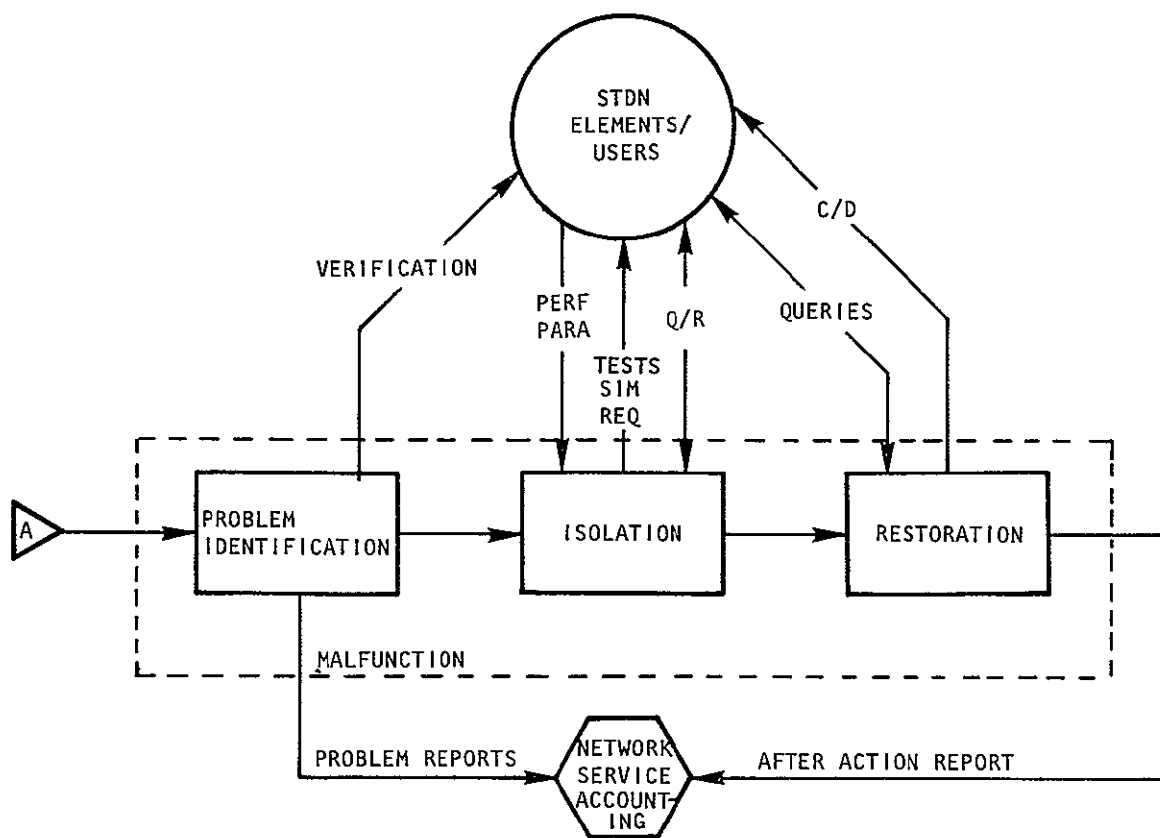 STDN
ELEMENTS/
USERS
C/D
VERIFICATION
PERF
PARA
Q/R
QUERIES
TESTS
SIM
REQ
A
PROBLEM
IDENTIFICATION
ISOLATION
RESTORATION
MALFUNCTION
PROBLEM REPORTS
NETWORK
SERVICE
ACCOUNT-
ING
AFTER ACTION REPORT